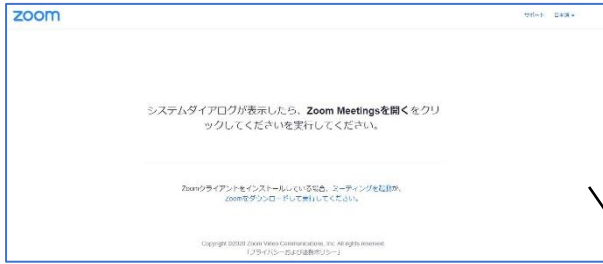 zoom
サポート 日本語
システムダイアログが表示したら、Zoom Meetingsを開くをクリ
ックしてくださいを実行してください。
Zoomクライアントをインストールしている場合、ミーティングを起動か、
Zoomをダウンロードして実行してください。
Copyright ©2020 Zoom Video Communications, Inc. All rights reserved.
「プライバシーおよび法務ポリシー」